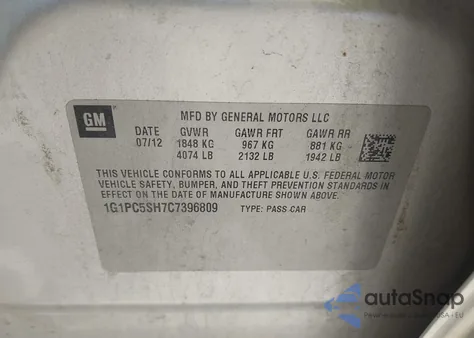 GM
MFD BY GENERAL MOTORS LLC
DATE GVWR GAWR FRT GAWR RR
07/12 1848 KG 967 KG 881 KG
4074 LB 2132 LB 1942 LB
THIS VEHICLE CONFORMS TO ALL APPLICABLE U.S. FEDERAL MOTOR
VEHICLE SAFETY, BUMPER, AND THEFT PREVENTION STANDARDS IN
EFFECT ON THE DATE OF MANUFACTURE SHOWN ABOVE.
1G1PC5SH7C7396809 TYPE: PASS CAR
autoSnap